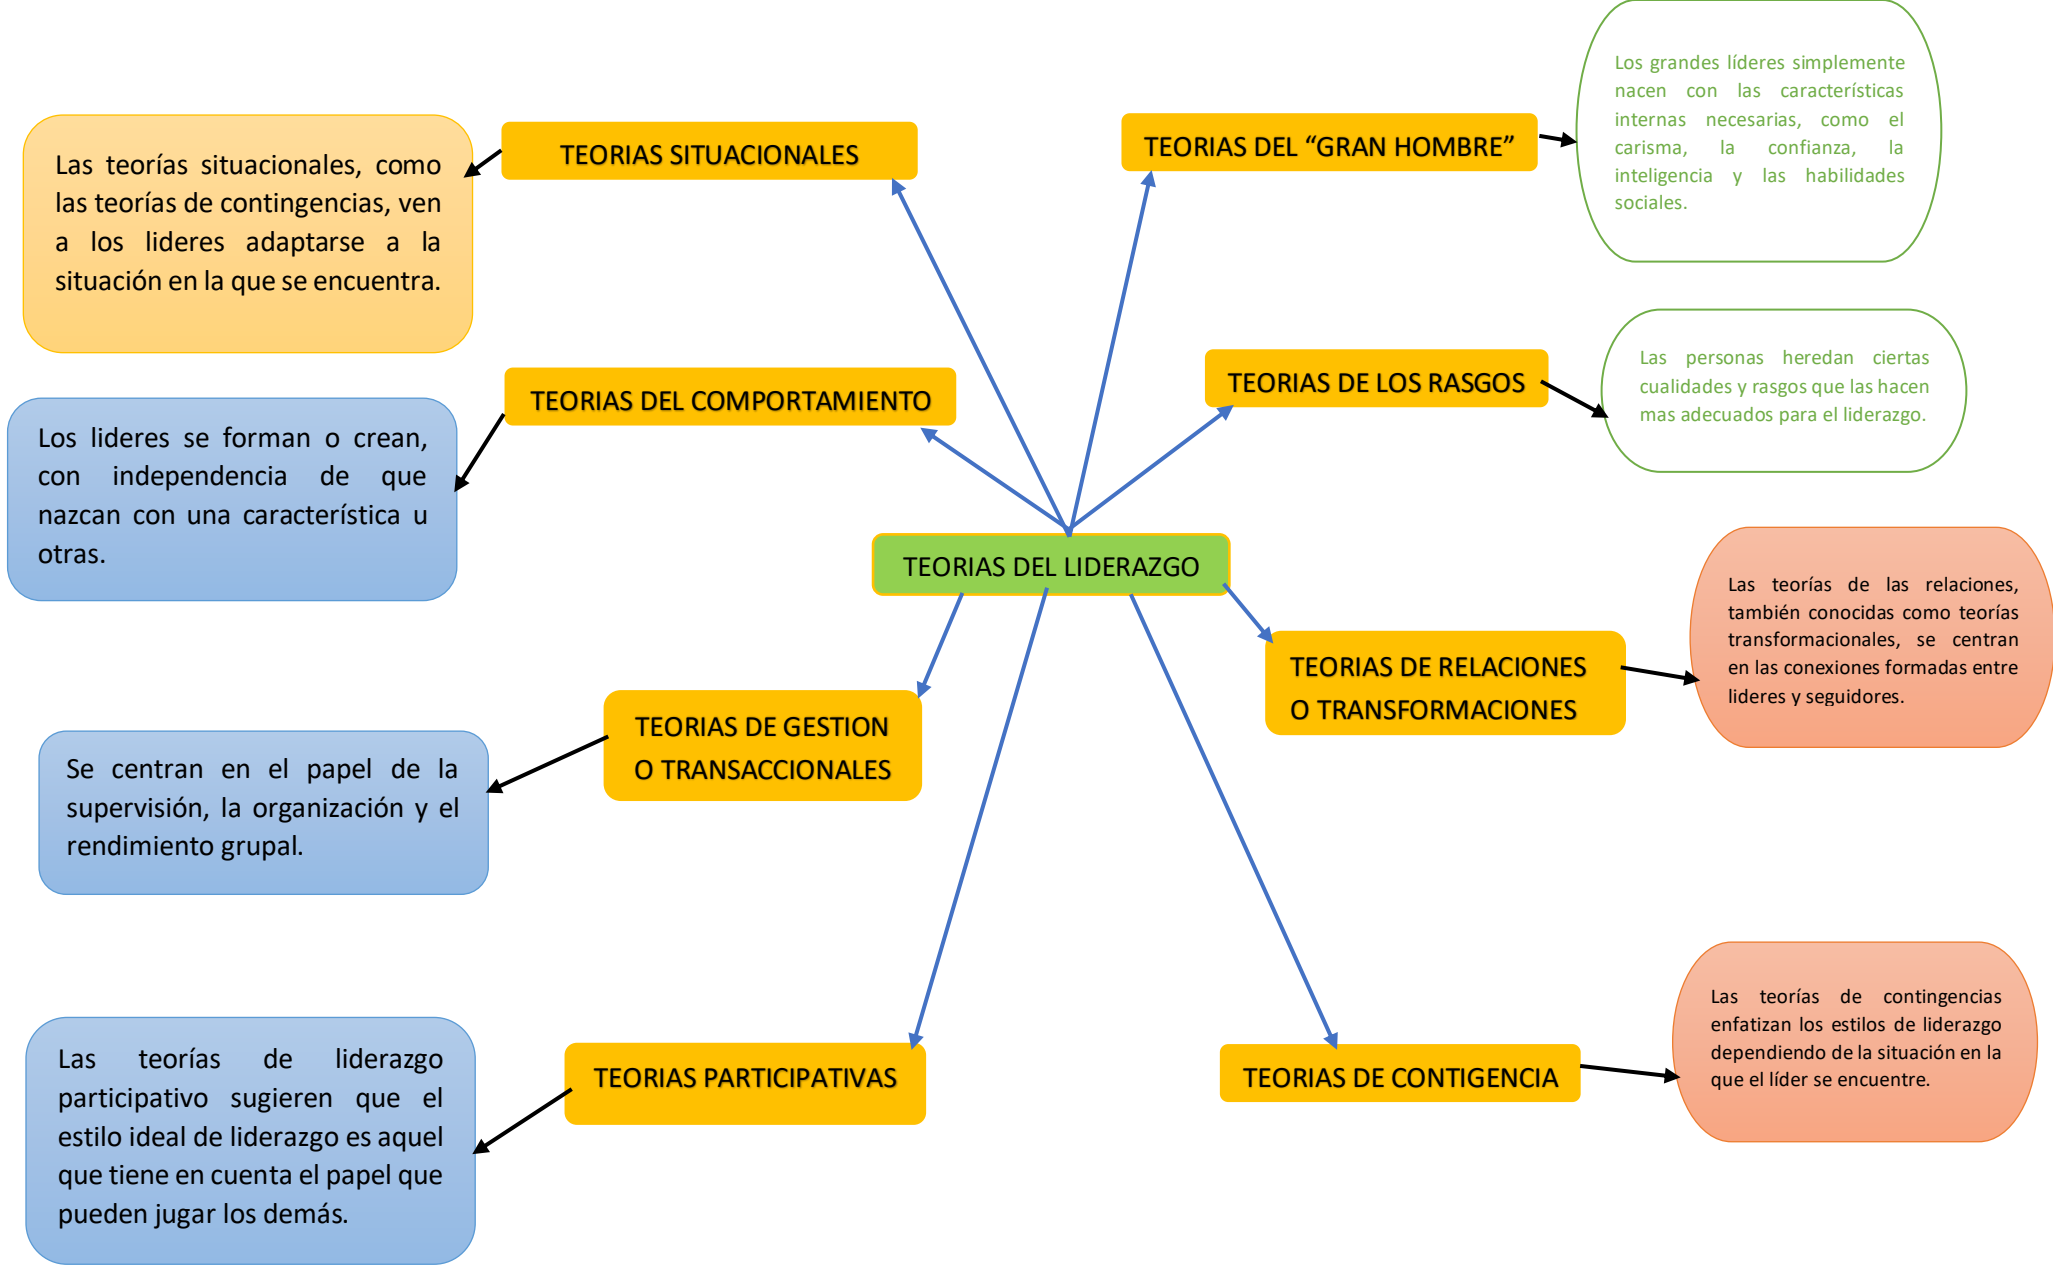 Los grandes líderes simplemente
nacen con las características
internas necesarias, como el
carisma, la confianza, la
inteligencia y las habilidades
sociales.
TEORIAS SITUACIONALES
TEORIAS DEL “GRAN HOMBRE”
Las teorías situacionales, como
las teorías de contingencias, ven
a los lideres adaptarse a la
situación en la que se encuentra.
TEORIAS DEL COMPORTAMIENTO
TEORIAS DE LOS RASGOS
Las personas heredan ciertas
cualidades y rasgos que las hacen
mas adecuados para el liderazgo.
Los lideres se forman o crean,
con independencia de que
nazcan con una característica u
otras.
TEORIAS DEL LIDERAZGO
Las teorías de las relaciones,
también conocidas como teorías
transformacionales, se centran
en las conexiones formadas entre
lideres y seguidores.
TEORIAS DE RELACIONES
O TRANSFORMACIONES
TEORIAS DE GESTION
O TRANSACCIONALES
Se centran en el papel de la
supervisión, la organización y el
rendimiento grupal.
Las teorías de contingencias
enfatizan los estilos de liderazgo
dependiendo de la situación en la
que el líder se encuentre.
TEORIAS PARTICIPATIVAS
TEORIAS DE CONTIGENCIA
Las teorías de liderazgo
participativo sugieren que el
estilo ideal de liderazgo es aquel
que tiene en cuenta el papel que
pueden jugar los demás.